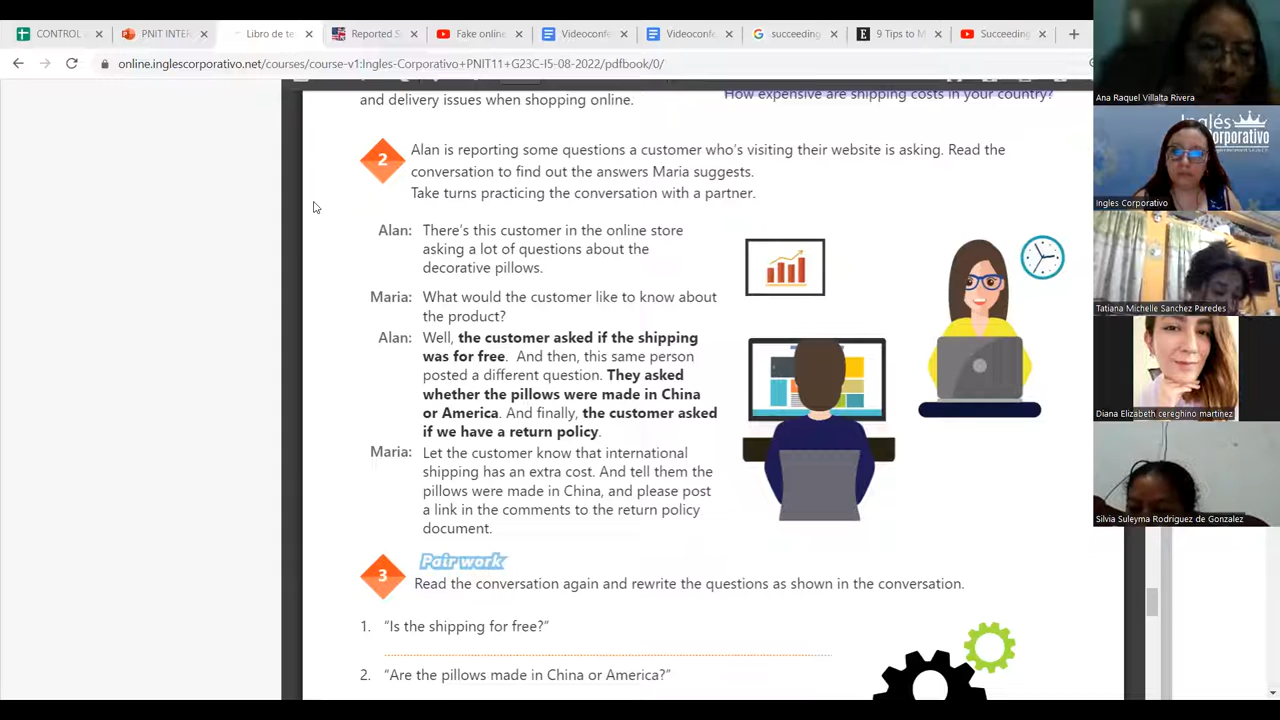 CONTROL
PNIT INTER
Libro de te
Reported S
Fake online
Videoconfe
Videoconfe
succeeding
9 Tips to M
Succeeding
online.inglescorporativo.net/courses/course-v1:Ingles-Corporativo+PNIT11+G23C-I5-08-2022/pdfbook/0/
and delivery issues when shopping online.
How expensive are shipping costs in your country?
2
Alan is reporting some questions a customer who's visiting their website is asking. Read the
conversation to find out the answers Maria suggests.
Take turns practicing the conversation with a partner.
Alan: There's this customer in the online store
asking a lot of questions about the
decorative pillows.
Maria: What would the customer like to know about
the product?
Alan: Well, the customer asked if the shipping
was for free. And then, this same person
posted a different question. They asked
whether the pillows were made in China
or America. And finally, the customer asked
if we have a return policy.
Maria: Let the customer know that international
shipping has an extra cost. And tell them the
pillows were made in China, and please post
a link in the comments to the return policy
document.
Pair work
3
Read the conversation again and rewrite the questions as shown in the conversation.
1. “Is the shipping for free?”
2. “Are the pillows made in China or America?”
Ana Raquel Villalta Rivera
Inglés
Corporativo
Ingles Corporativo
Tatiana Michelle Sanchez Paredes
Diana Elizabeth cereghino martinez
Silvia Suleyma Rodriguez de Gonzalez